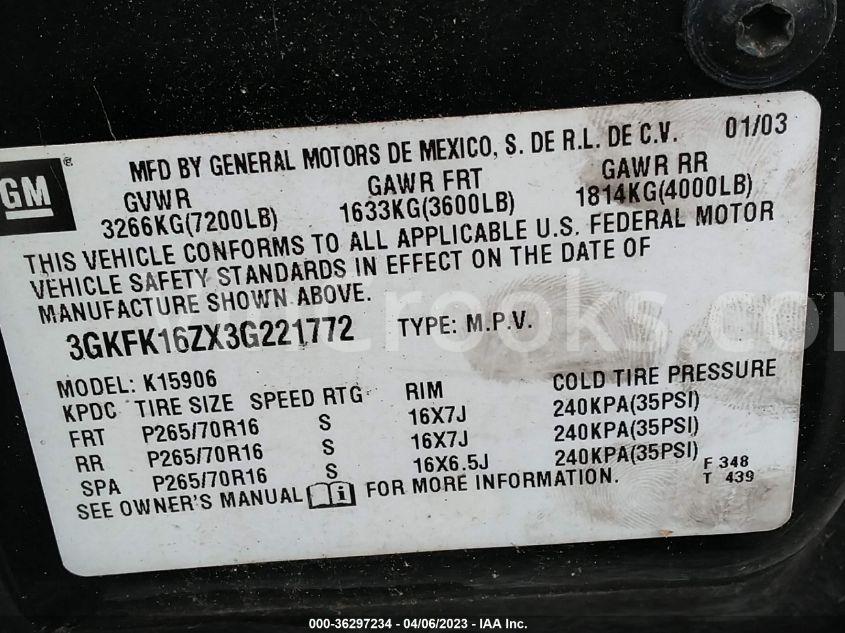 GM ®
MFD BY GENERAL MOTORS DE MEXICO, S. DE R.L. DE C.V. 01/03
GVWR GAWR FRT GAWR RR
3266KG(7200LB) 1633KG(3600LB) 1814KG(4000LB)
THIS VEHICLE CONFORMS TO ALL APPLICABLE U.S. FEDERAL MOTOR
VEHICLE SAFETY STANDARDS IN EFFECT ON THE DATE OF
MANUFACTURE SHOWN ABOVE.
3GKFK16ZX3G221772 TYPE: M.P.V.
MODEL: K15906
KPDC TIRE SIZE SPEED RTG RIM COLD TIRE PRESSURE
FRT P265/70R16 S 16X7J 240KPA(35PSI)
RR P265/70R16 S 16X7J 240KPA(35PSI)
SPA P265/70R16 S 16X6.5J 240KPA(35PSI) F 348
SEE OWNER'S MANUAL i FOR MORE INFORMATION. T 439
000-36297234 - 04/06/2023 - IAA Inc.